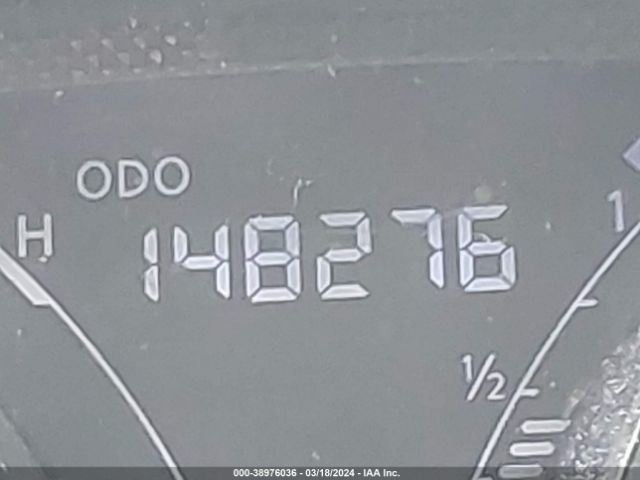 ODO
H 148276 1
1/2
000-38976036 - 03/18/2024 - IAA Inc.